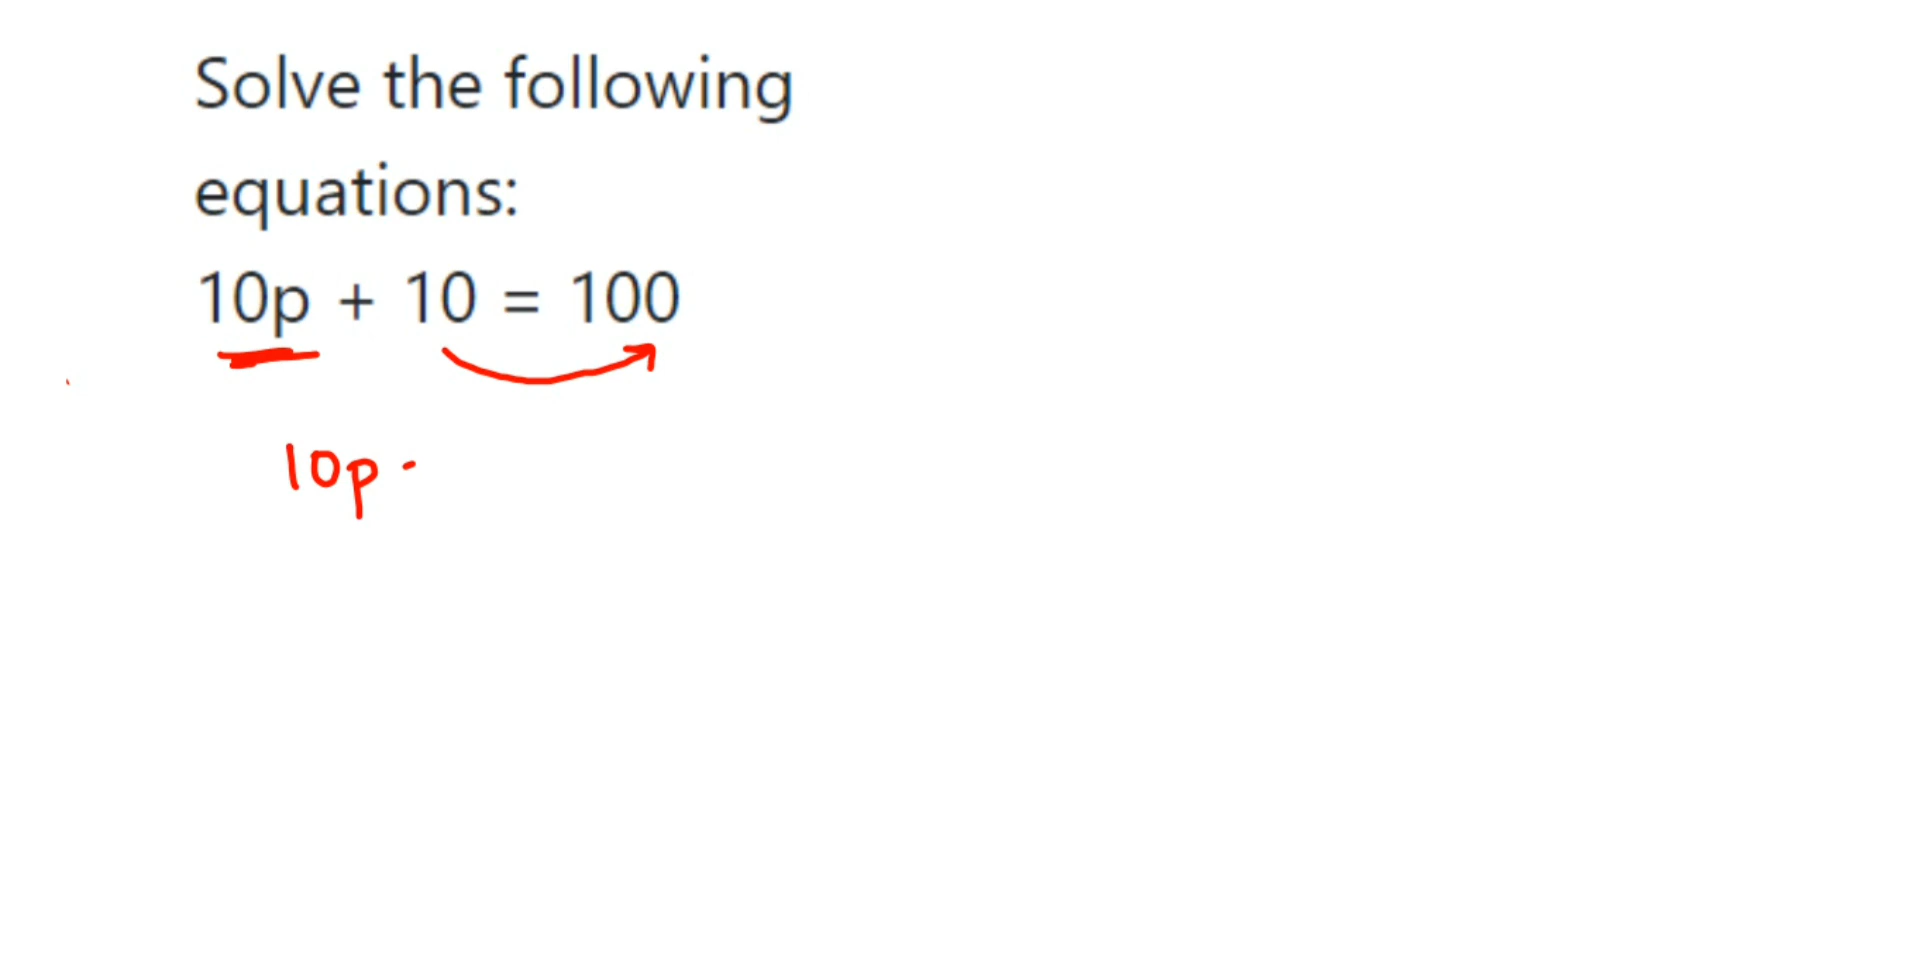 Solve the following
equations:
10p + 10 = 100
10p